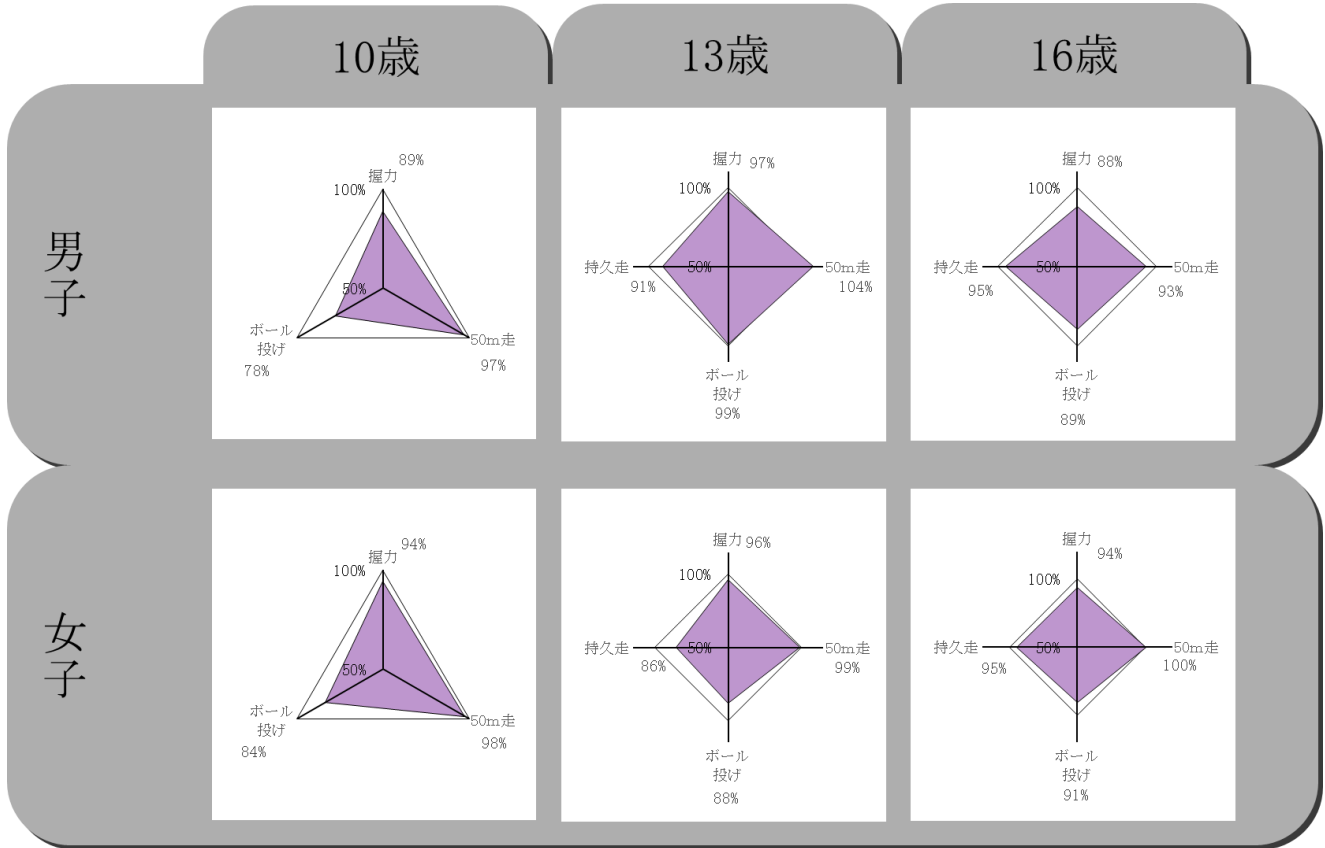 10歳
13歳
16歳
男子
89%
握力
100%
50%
ボール
投げ
78%
50m走
97%
握力 97%
100%
持久走
50%
50m走
91%
104%
ボール
投げ
99%
握力 88%
100%
持久走
50%
50m走
95%
93%
ボール
投げ
89%
女子
94%
握力
100%
50%
ボール
投げ
84%
50m走
98%
握力 96%
100%
持久走
50%
50m走
86%
99%
ボール
投げ
88%
握力
94%
100%
持久走
50%
50m走
95%
100%
ボール
投げ
91%